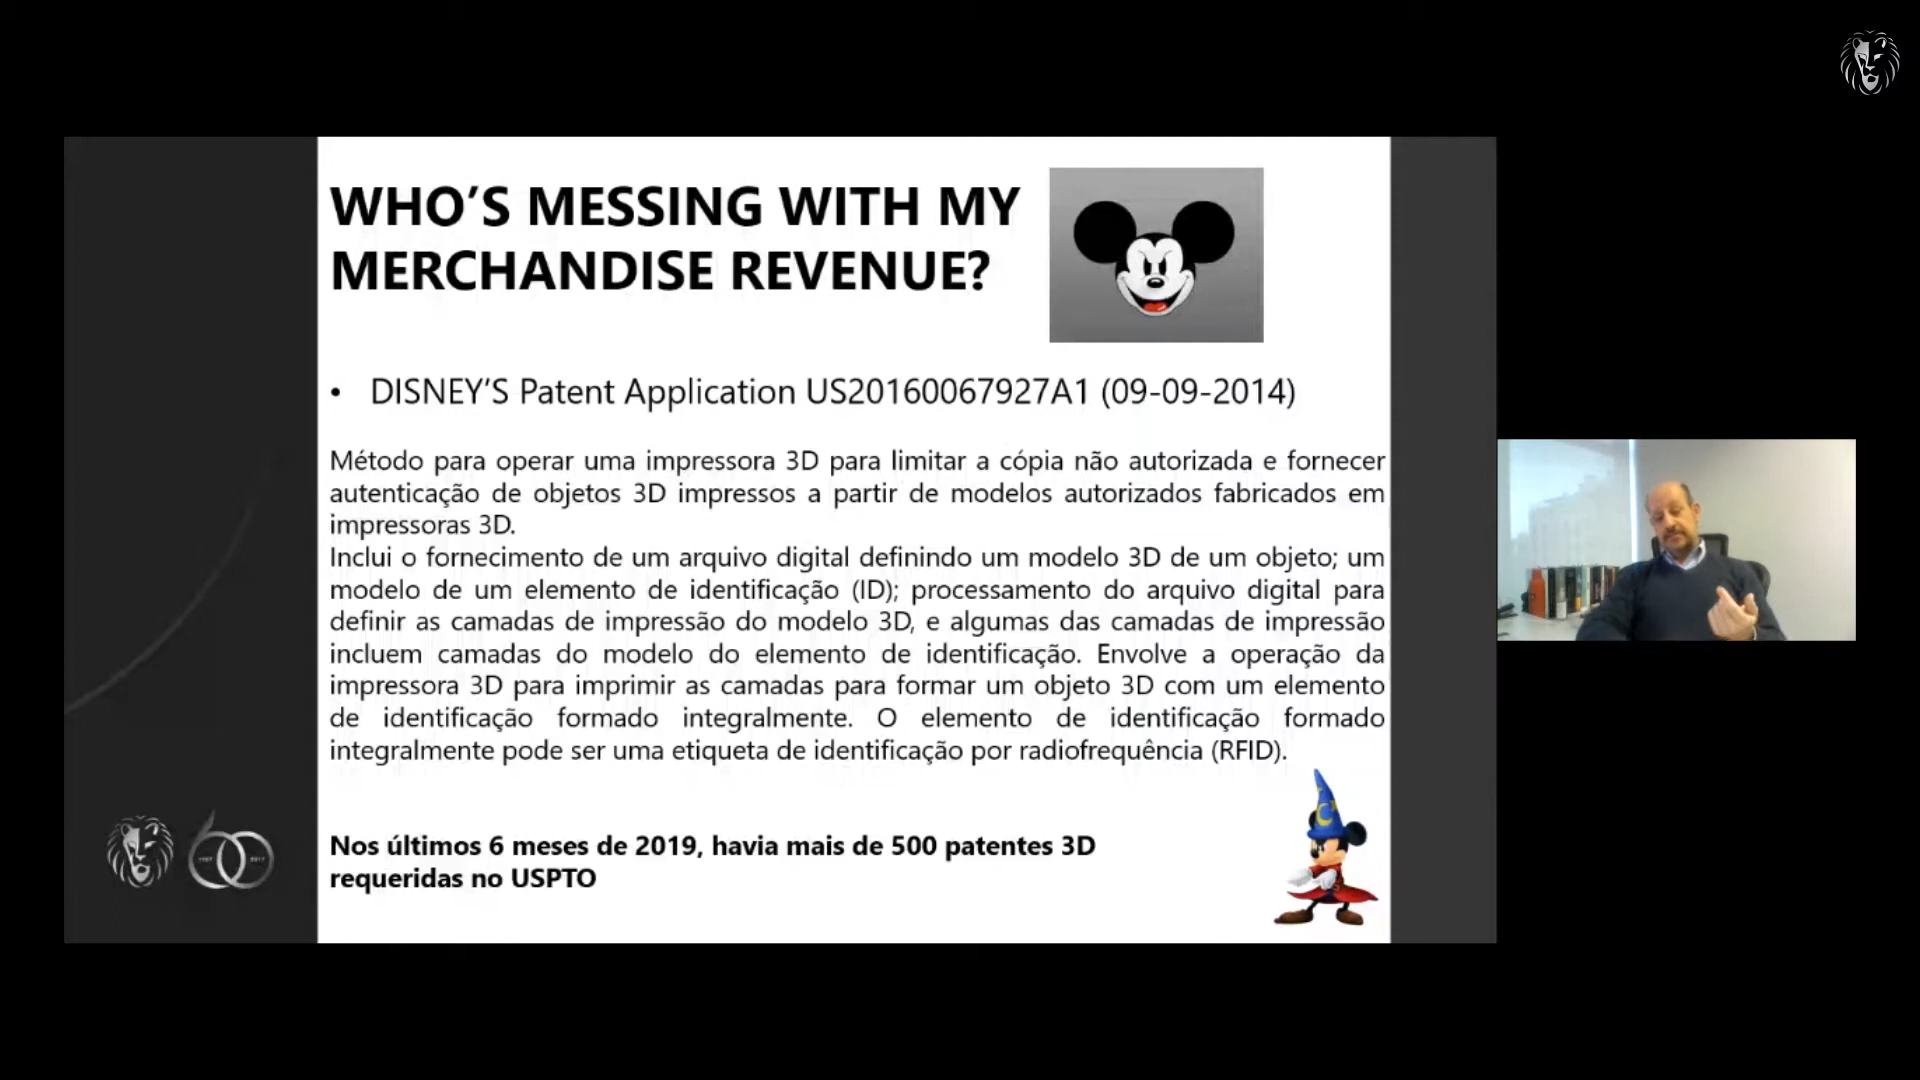 WHO’S MESSING WITH MY
MERCHANDISE REVENUE?
• DISNEY’S Patent Application US20160067927A1 (09-09-2014)
Método para operar uma impressora 3D para limitar a cópia não autorizada e fornecer
autenticação de objetos 3D impressos a partir de modelos autorizados fabricados em
impressoras 3D.
Inclui o fornecimento de um arquivo digital definindo um modelo 3D de um objeto; um
modelo de um elemento de identificação (ID); processamento do arquivo digital para
definir as camadas de impressão do modelo 3D, e algumas das camadas de impressão
incluem camadas do modelo do elemento de identificação. Envolve a operação da
impressora 3D para imprimir as camadas para formar um objeto 3D com um elemento
de identificação formado integralmente. O elemento de identificação formado
integralmente pode ser uma etiqueta de identificação por radiofrequência (RFID).
Nos últimos 6 meses de 2019, havia mais de 500 patentes 3D
requeridas no USPTO
60